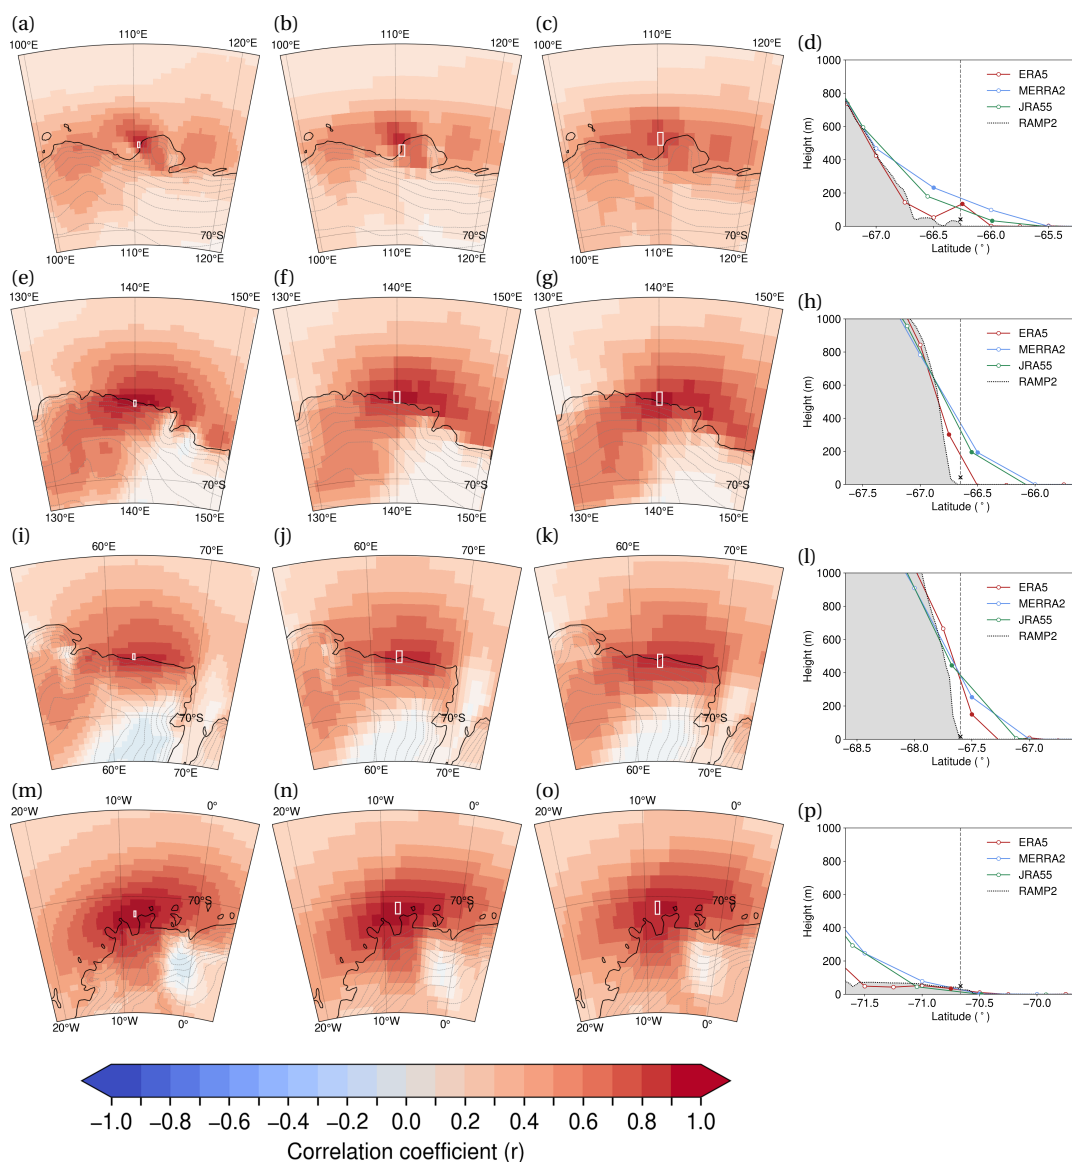 (a) (b) (c) (d)
100°E 110°E 120°E 100°E 110°E 120°E 100°E 110°E 120°E
70°S 70°S 70°S
100°E 110°E 120°E 100°E 110°E 120°E 100°E 110°E 120°E
1000
800
600
400
200
0
Height (m)
ERA5
MERRA2
JRA55
RAMP2
−67.0 −66.5 −66.0 −65.5
Latitude (°)
(e) (f) (g) (h)
130°E 140°E 150°E 130°E 140°E 150°E 130°E 140°E 150°E
70°S 70°S 70°S
130°E 140°E 150°E 130°E 140°E 150°E 130°E 140°E 150°E
1000
800
600
400
200
0
Height (m)
ERA5
MERRA2
JRA55
RAMP2
−67.5 −67.0 −66.5 −66.0
Latitude (°)
(i) (j) (k) (l)
60°E 70°E 60°E 70°E 60°E 70°E
70°S 70°S 70°S
60°E 70°E 60°E 70°E 60°E 70°E
1000
800
600
400
200
0
Height (m)
ERA5
MERRA2
JRA55
RAMP2
−68.5 −68.0 −67.5 −67.0
Latitude (°)
(m) (n) (o) (p)
20°W 10°W 0° 20°W 10°W 0° 20°W 10°W 0°
70°S 70°S 70°S
20°W 10°W 0° 20°W 10°W 0° 20°W 10°W 0°
1000
800
600
400
200
0
Height (m)
ERA5
MERRA2
JRA55
RAMP2
−71.5 −71.0 −70.5 −70.0
Latitude (°)
−1.0 −0.8 −0.6 −0.4 −0.2 0.0 0.2 0.4 0.6 0.8 1.0
Correlation coefficient (r)